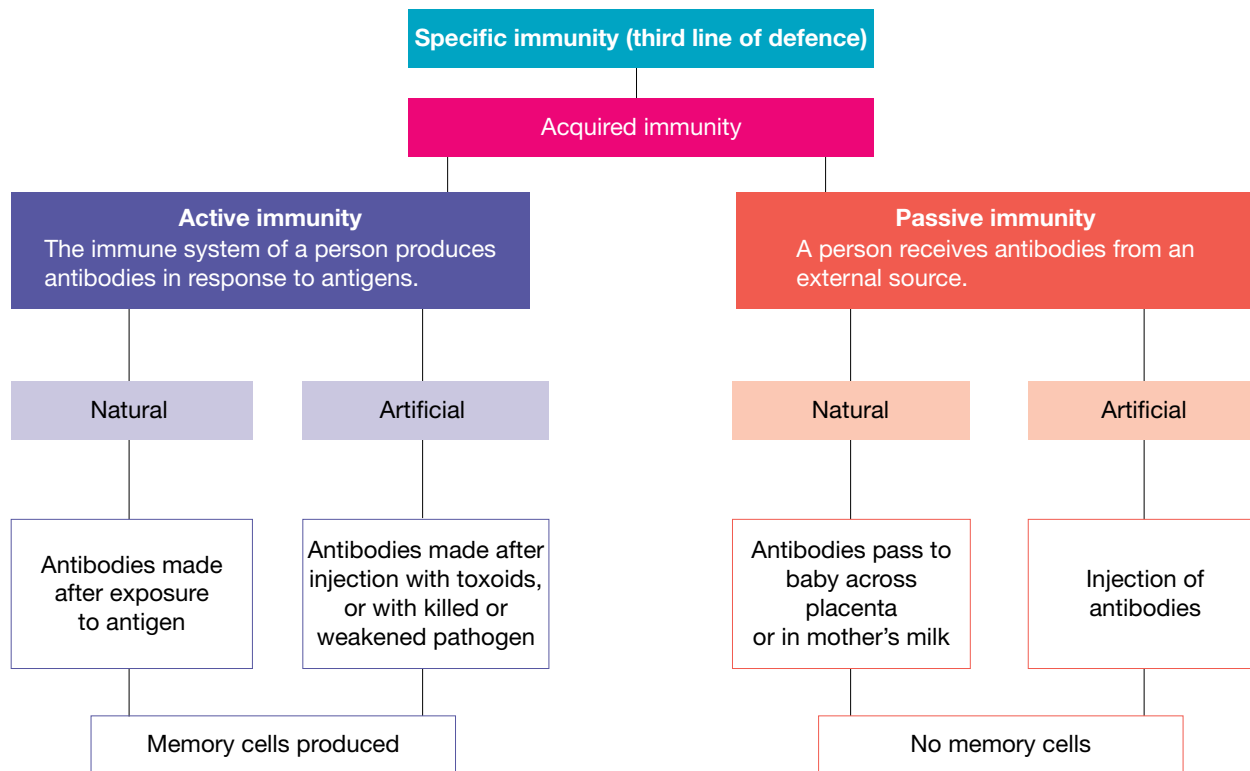 Specific immunity (third line of defence)
Acquired immunity
Active immunity
The immune system of a person produces
antibodies in response to antigens.
Passive immunity
A person receives antibodies from an
external source.
Natural
Artificial
Natural
Artificial
Antibodies made
after exposure
to antigen
Antibodies made after
injection with toxoids,
or with killed or
weakened pathogen
Antibodies pass to
baby across
placenta
or in mother’s milk
Injection of
antibodies
Memory cells produced
No memory cells